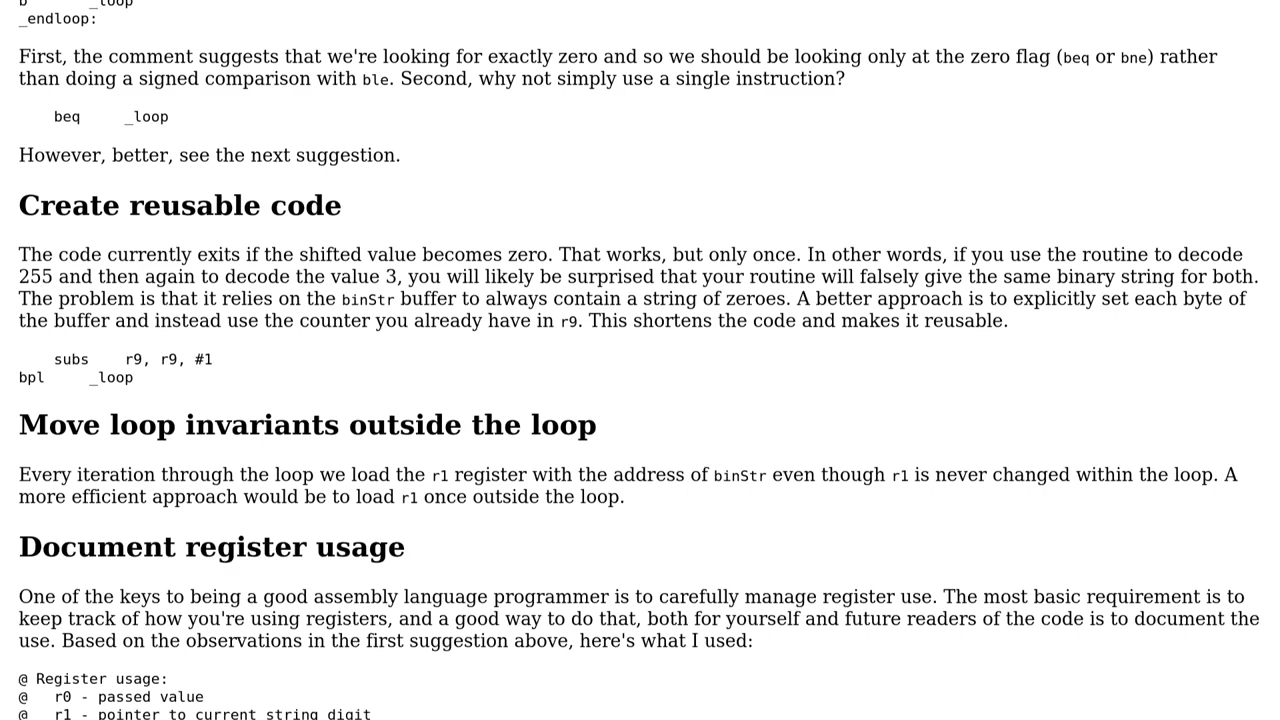 b       _loop
_endloop:
First, the comment suggests that we're looking for exactly zero and so we should be looking only at the zero flag (beq or bne) rather
than doing a signed comparison with ble. Second, why not simply use a single instruction?
    beq     _loop
However, better, see the next suggestion.
Create reusable code
The code currently exits if the shifted value becomes zero. That works, but only once. In other words, if you use the routine to decode
255 and then again to decode the value 3, you will likely be surprised that your routine will falsely give the same binary string for both.
The problem is that it relies on the binStr buffer to always contain a string of zeroes. A better approach is to explicitly set each byte of
the buffer and instead use the counter you already have in r9. This shortens the code and makes it reusable.
    subs    r9, r9, #1
bpl     _loop
Move loop invariants outside the loop
Every iteration through the loop we load the r1 register with the address of binStr even though r1 is never changed within the loop. A
more efficient approach would be to load r1 once outside the loop.
Document register usage
One of the keys to being a good assembly language programmer is to carefully manage register use. The most basic requirement is to
keep track of how you're using registers, and a good way to do that, both for yourself and future readers of the code is to document the
use. Based on the observations in the first suggestion above, here's what I used:
@ Register usage:
@   r0 - passed value
@   r1 - pointer to current string digit